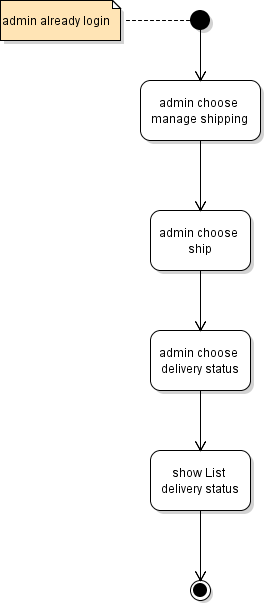 admin already login
admin choose
manage shipping
admin choose
ship
admin choose
delivery status
show List
delivery status